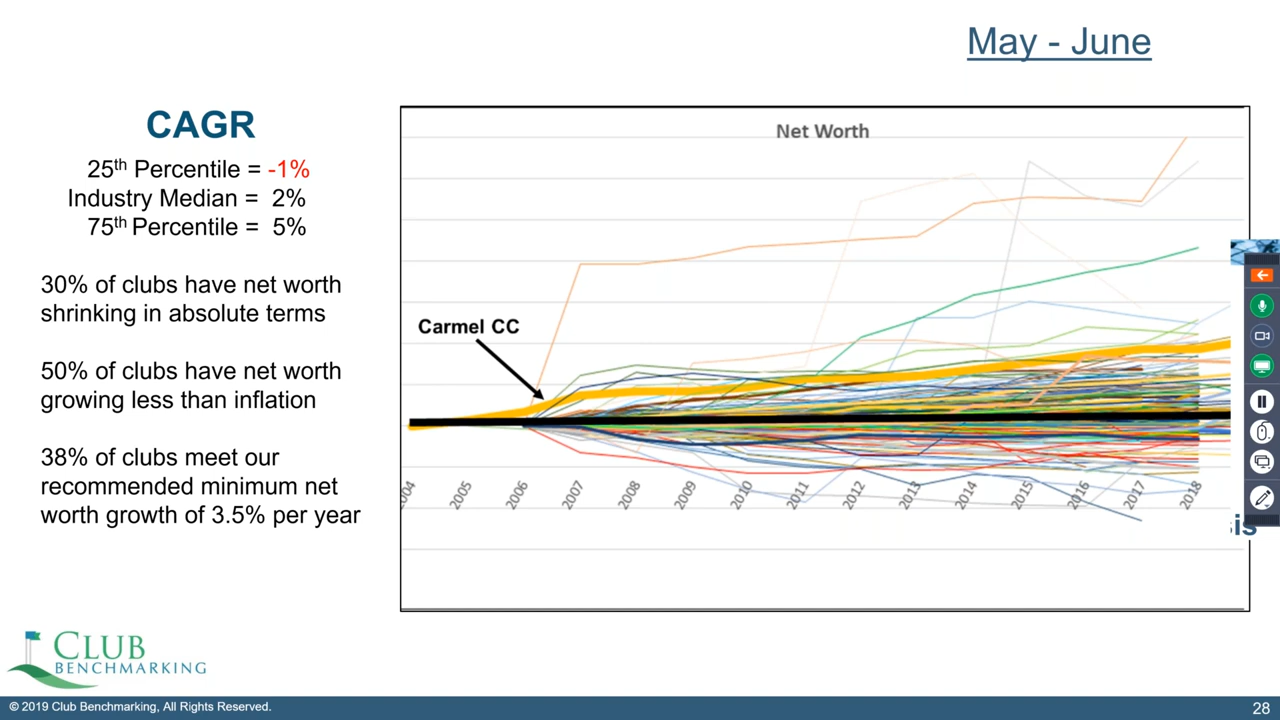 May - June
CAGR
25th Percentile = -1%
Industry Median = 2%
75th Percentile = 5%
30% of clubs have net worth
shrinking in absolute terms
50% of clubs have net worth
growing less than inflation
38% of clubs meet our
recommended minimum net
worth growth of 3.5% per year
Net Worth
Carmel CC
2004
2005
2006
2007
2008
2009
2010
2011
2012
2013
2014
2015
2016
2017
2018
is
CLUB
BENCHMARKING
© 2019 Club Benchmarking, All Rights Reserved.
28